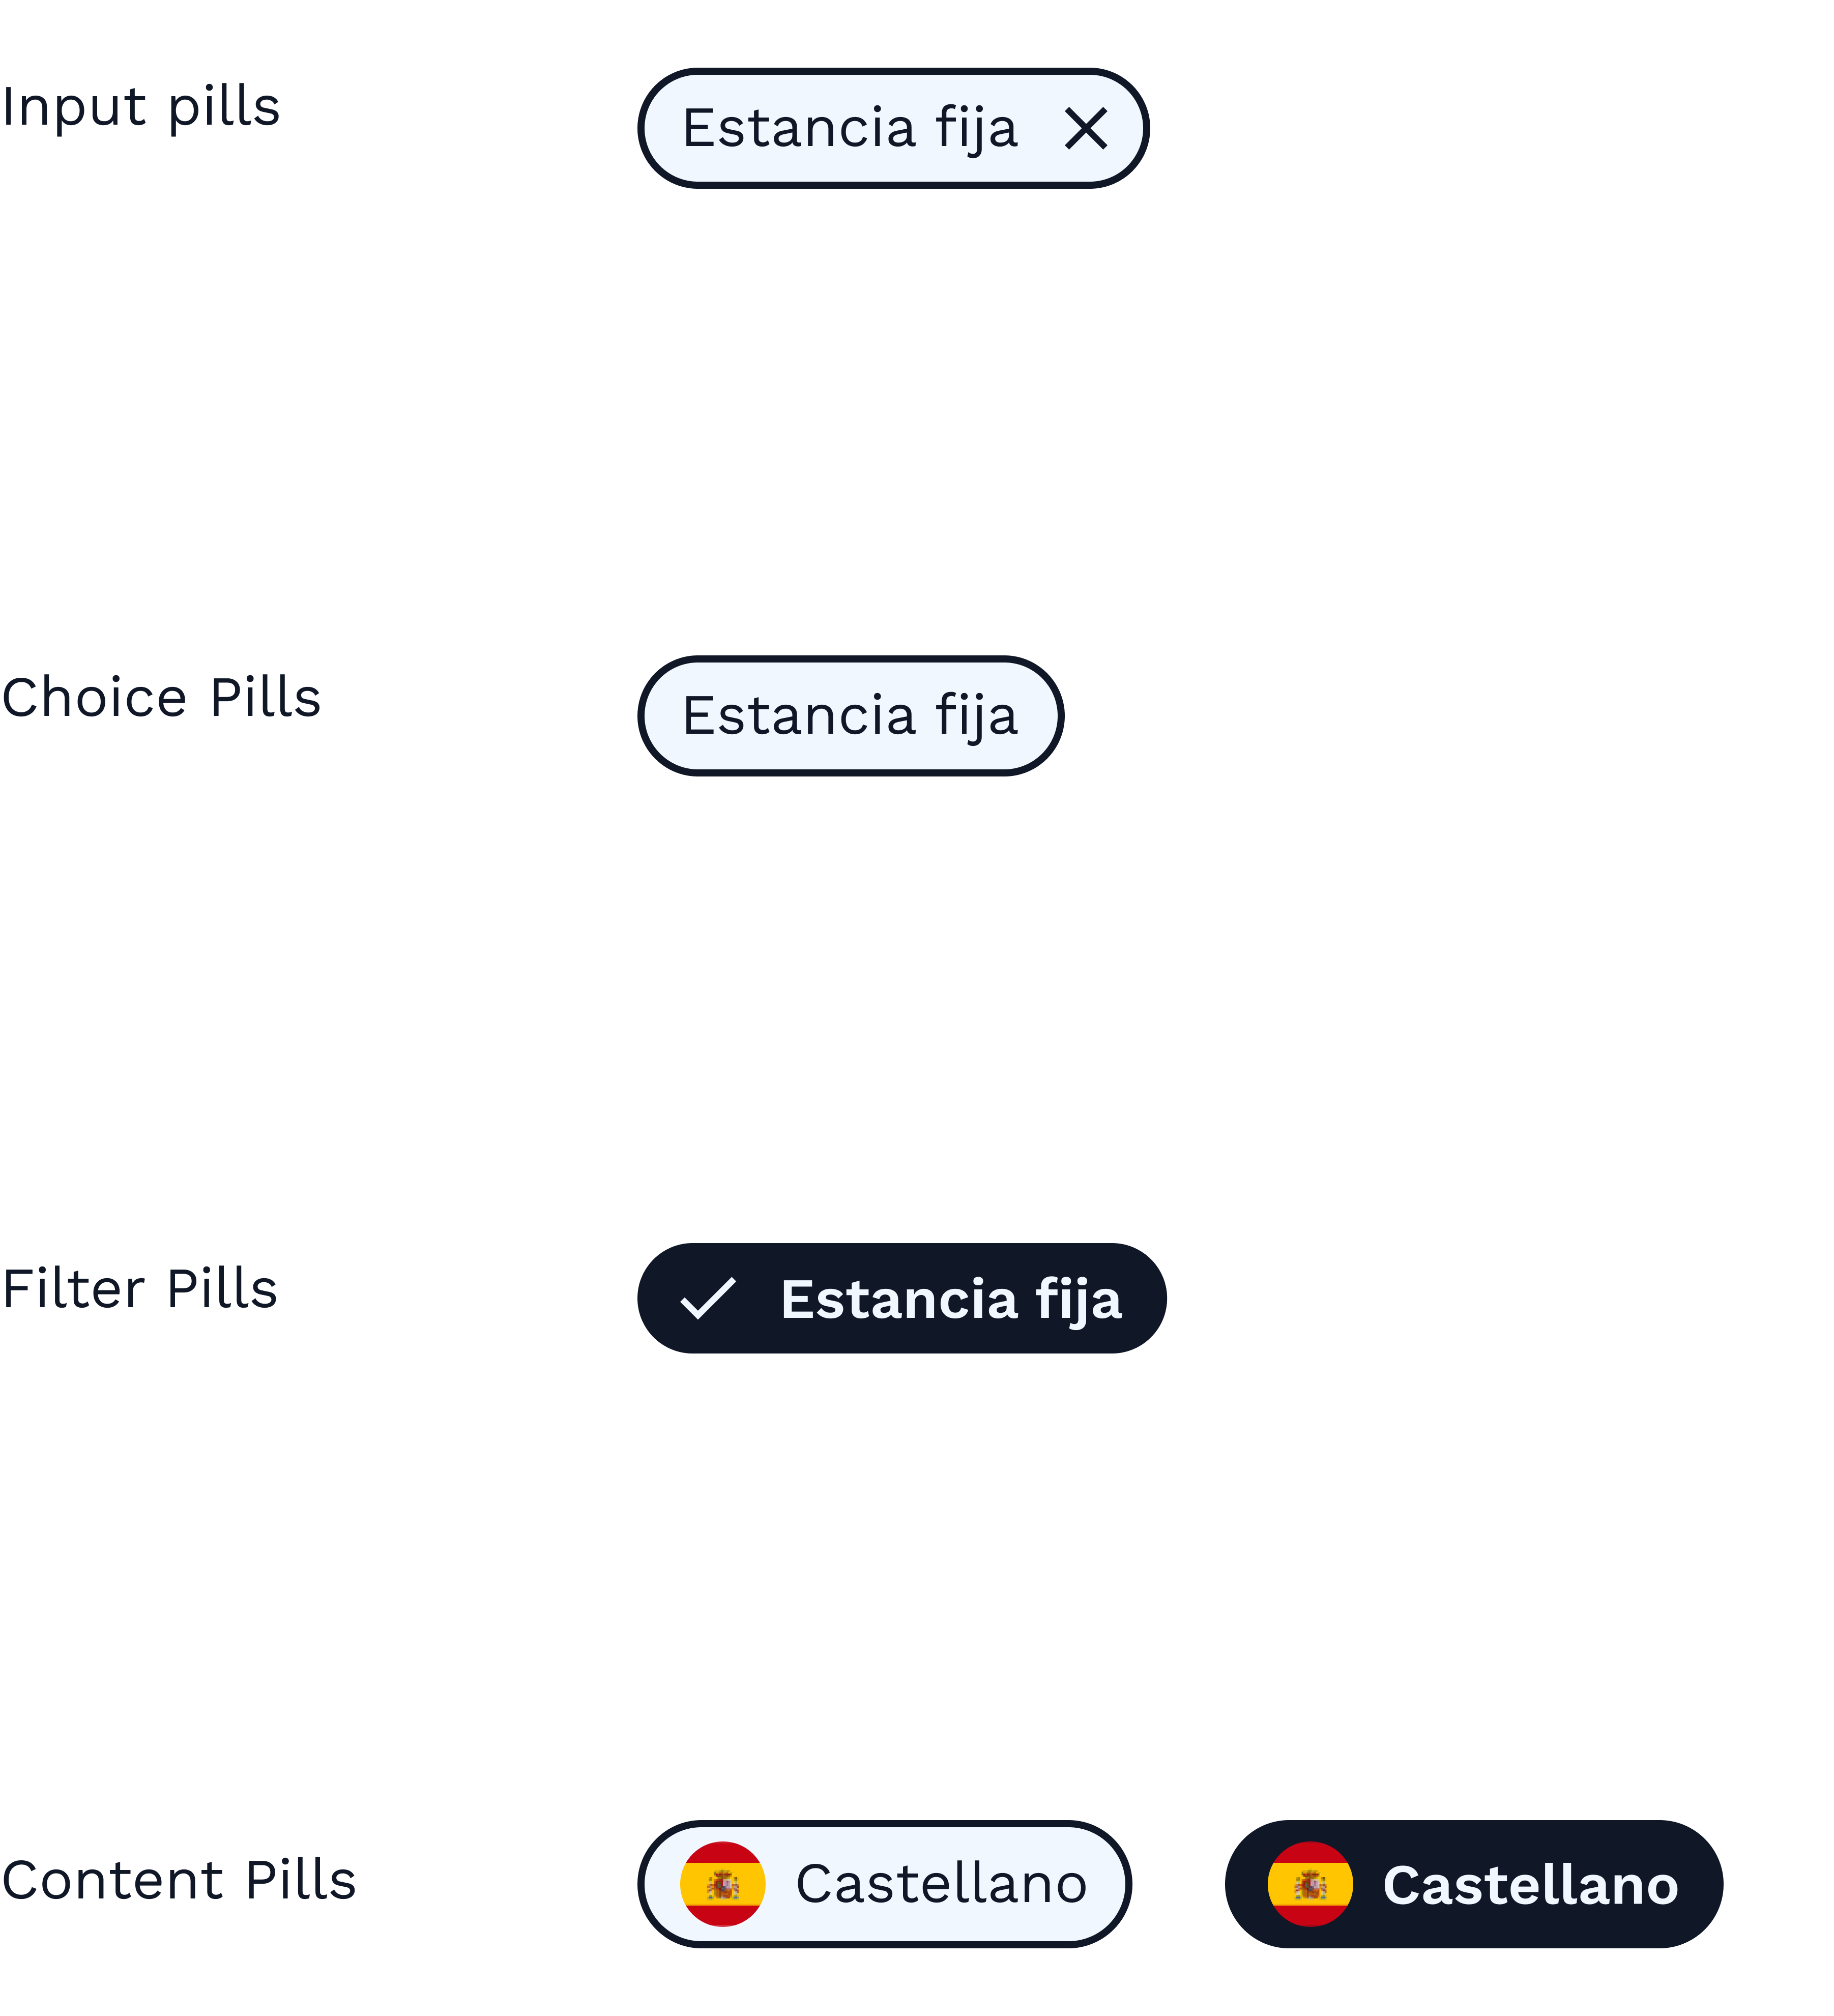 Input pills
Estancia fija
Choice Pills
Estancia fija
Filter Pills
Estancia fija
Content Pills
Castellano
Castellano